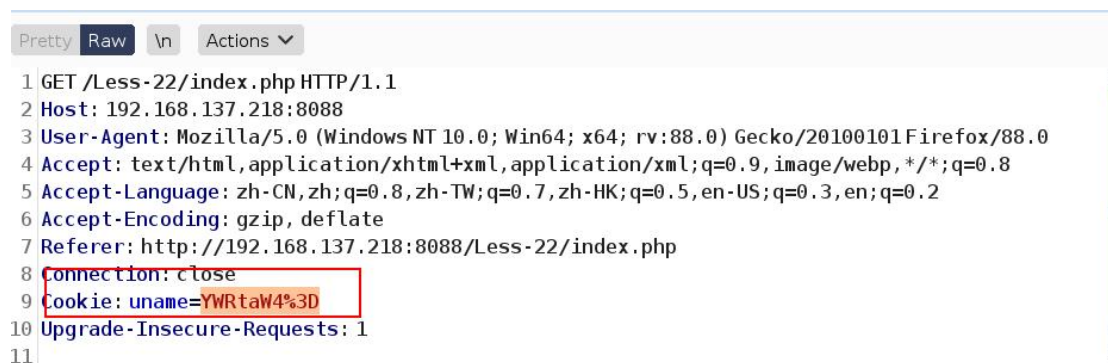 Pretty Raw \n Actions
1 GET /Less-22/index.php HTTP/1.1
2 Host: 192.168.137.218:8088
3 User-Agent: Mozilla/5.0 (Windows NT 10.0; Win64; x64; rv:88.0) Gecko/20100101 Firefox/88.0
4 Accept: text/html,application/xhtml+xml,application/xml;q=0.9,image/webp,*/*;q=0.8
5 Accept-Language: zh-CN,zh;q=0.8,zh-TW;q=0.7,zh-HK;q=0.5,en-US;q=0.3,en;q=0.2
6 Accept-Encoding: gzip, deflate
7 Referer: http://192.168.137.218:8088/Less-22/index.php
8 Connection: close
9 Cookie: uname=YWRtaW4%3D
10 Upgrade-Insecure-Requests: 1
11